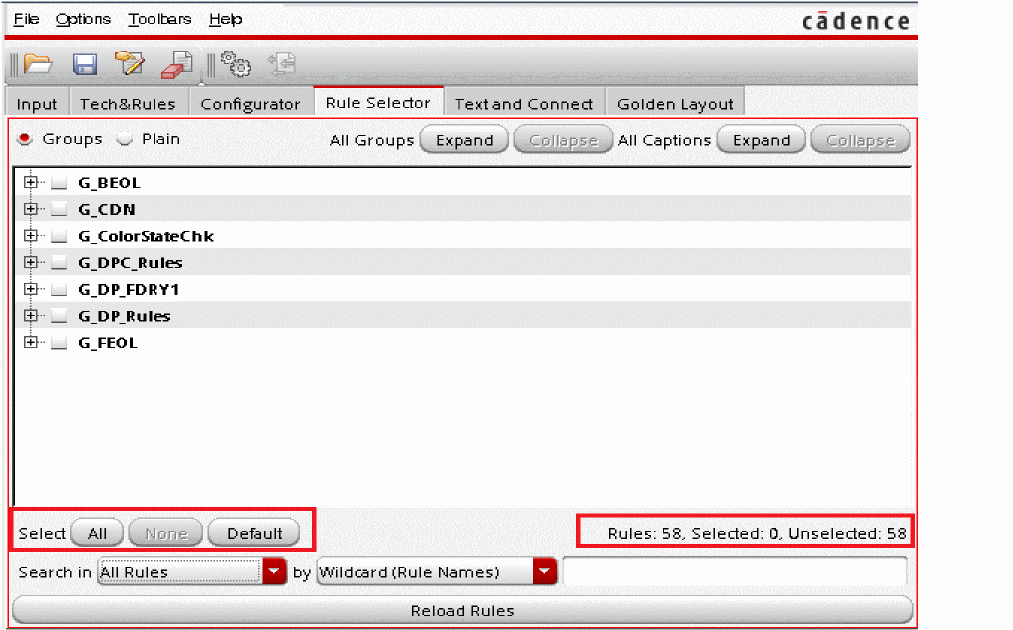 File Options Toolbars Help cādence
Input Tech&Rules Configurator Rule Selector Text and Connect Golden Layout
Groups Plain All Groups Expand Collapse All Captions Expand Collapse
G_BEOL
G_CDN
G_ColorStateChk
G_DPC_Rules
G_DP_FDRY1
G_DP_Rules
G_FEOL
Select All None Default Rules: 58, Selected: 0, Unselected: 58
Search in All Rules by Wildcard (Rule Names)
Reload Rules